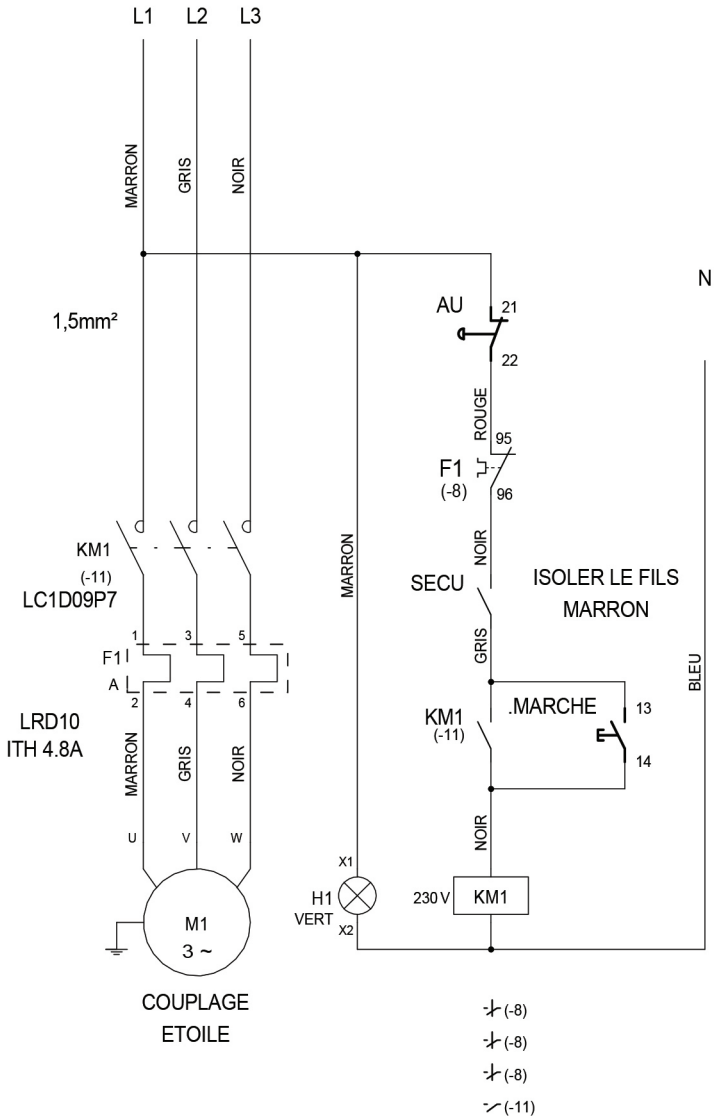 L1 L2 L3
MARRON
GRIS
NOIR
N
1,5mm²
AU
21
22
ROUGE
95
F1
(-8)
96
NOIR
KM1
(-11)
LC1D09P7
MARRON
SECU
ISOLER LE FILS
MARRON
GRIS
BLEU
1 3 5
F1
A
2 4 6
LRD10
ITH 4.8A
KM1
(-11)
.MARCHE
13
14
MARRON
GRIS
NOIR
NOIR
U V W
X1
H1
VERT
X2
230 V
KM1
M1
3 ~
COUPLAGE
ETOILE
(-8)
(-8)
(-8)
(-11)